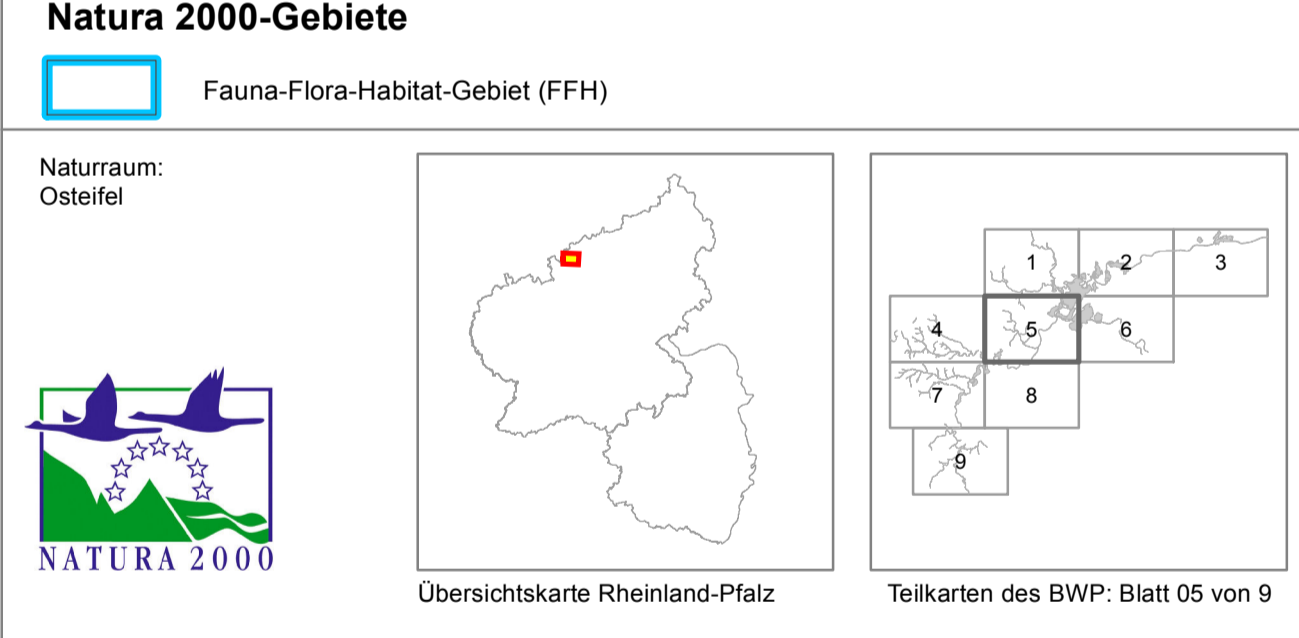 Natura 2000-Gebiete
Fauna-Flora-Habitat-Gebiet (FFH)
Naturraum:
Osteifel
NATURA 2000
Übersichtskarte Rheinland-Pfalz
1
2
3
4
5
6
7
8
9
Teilkarten des BWP: Blatt 05 von 9